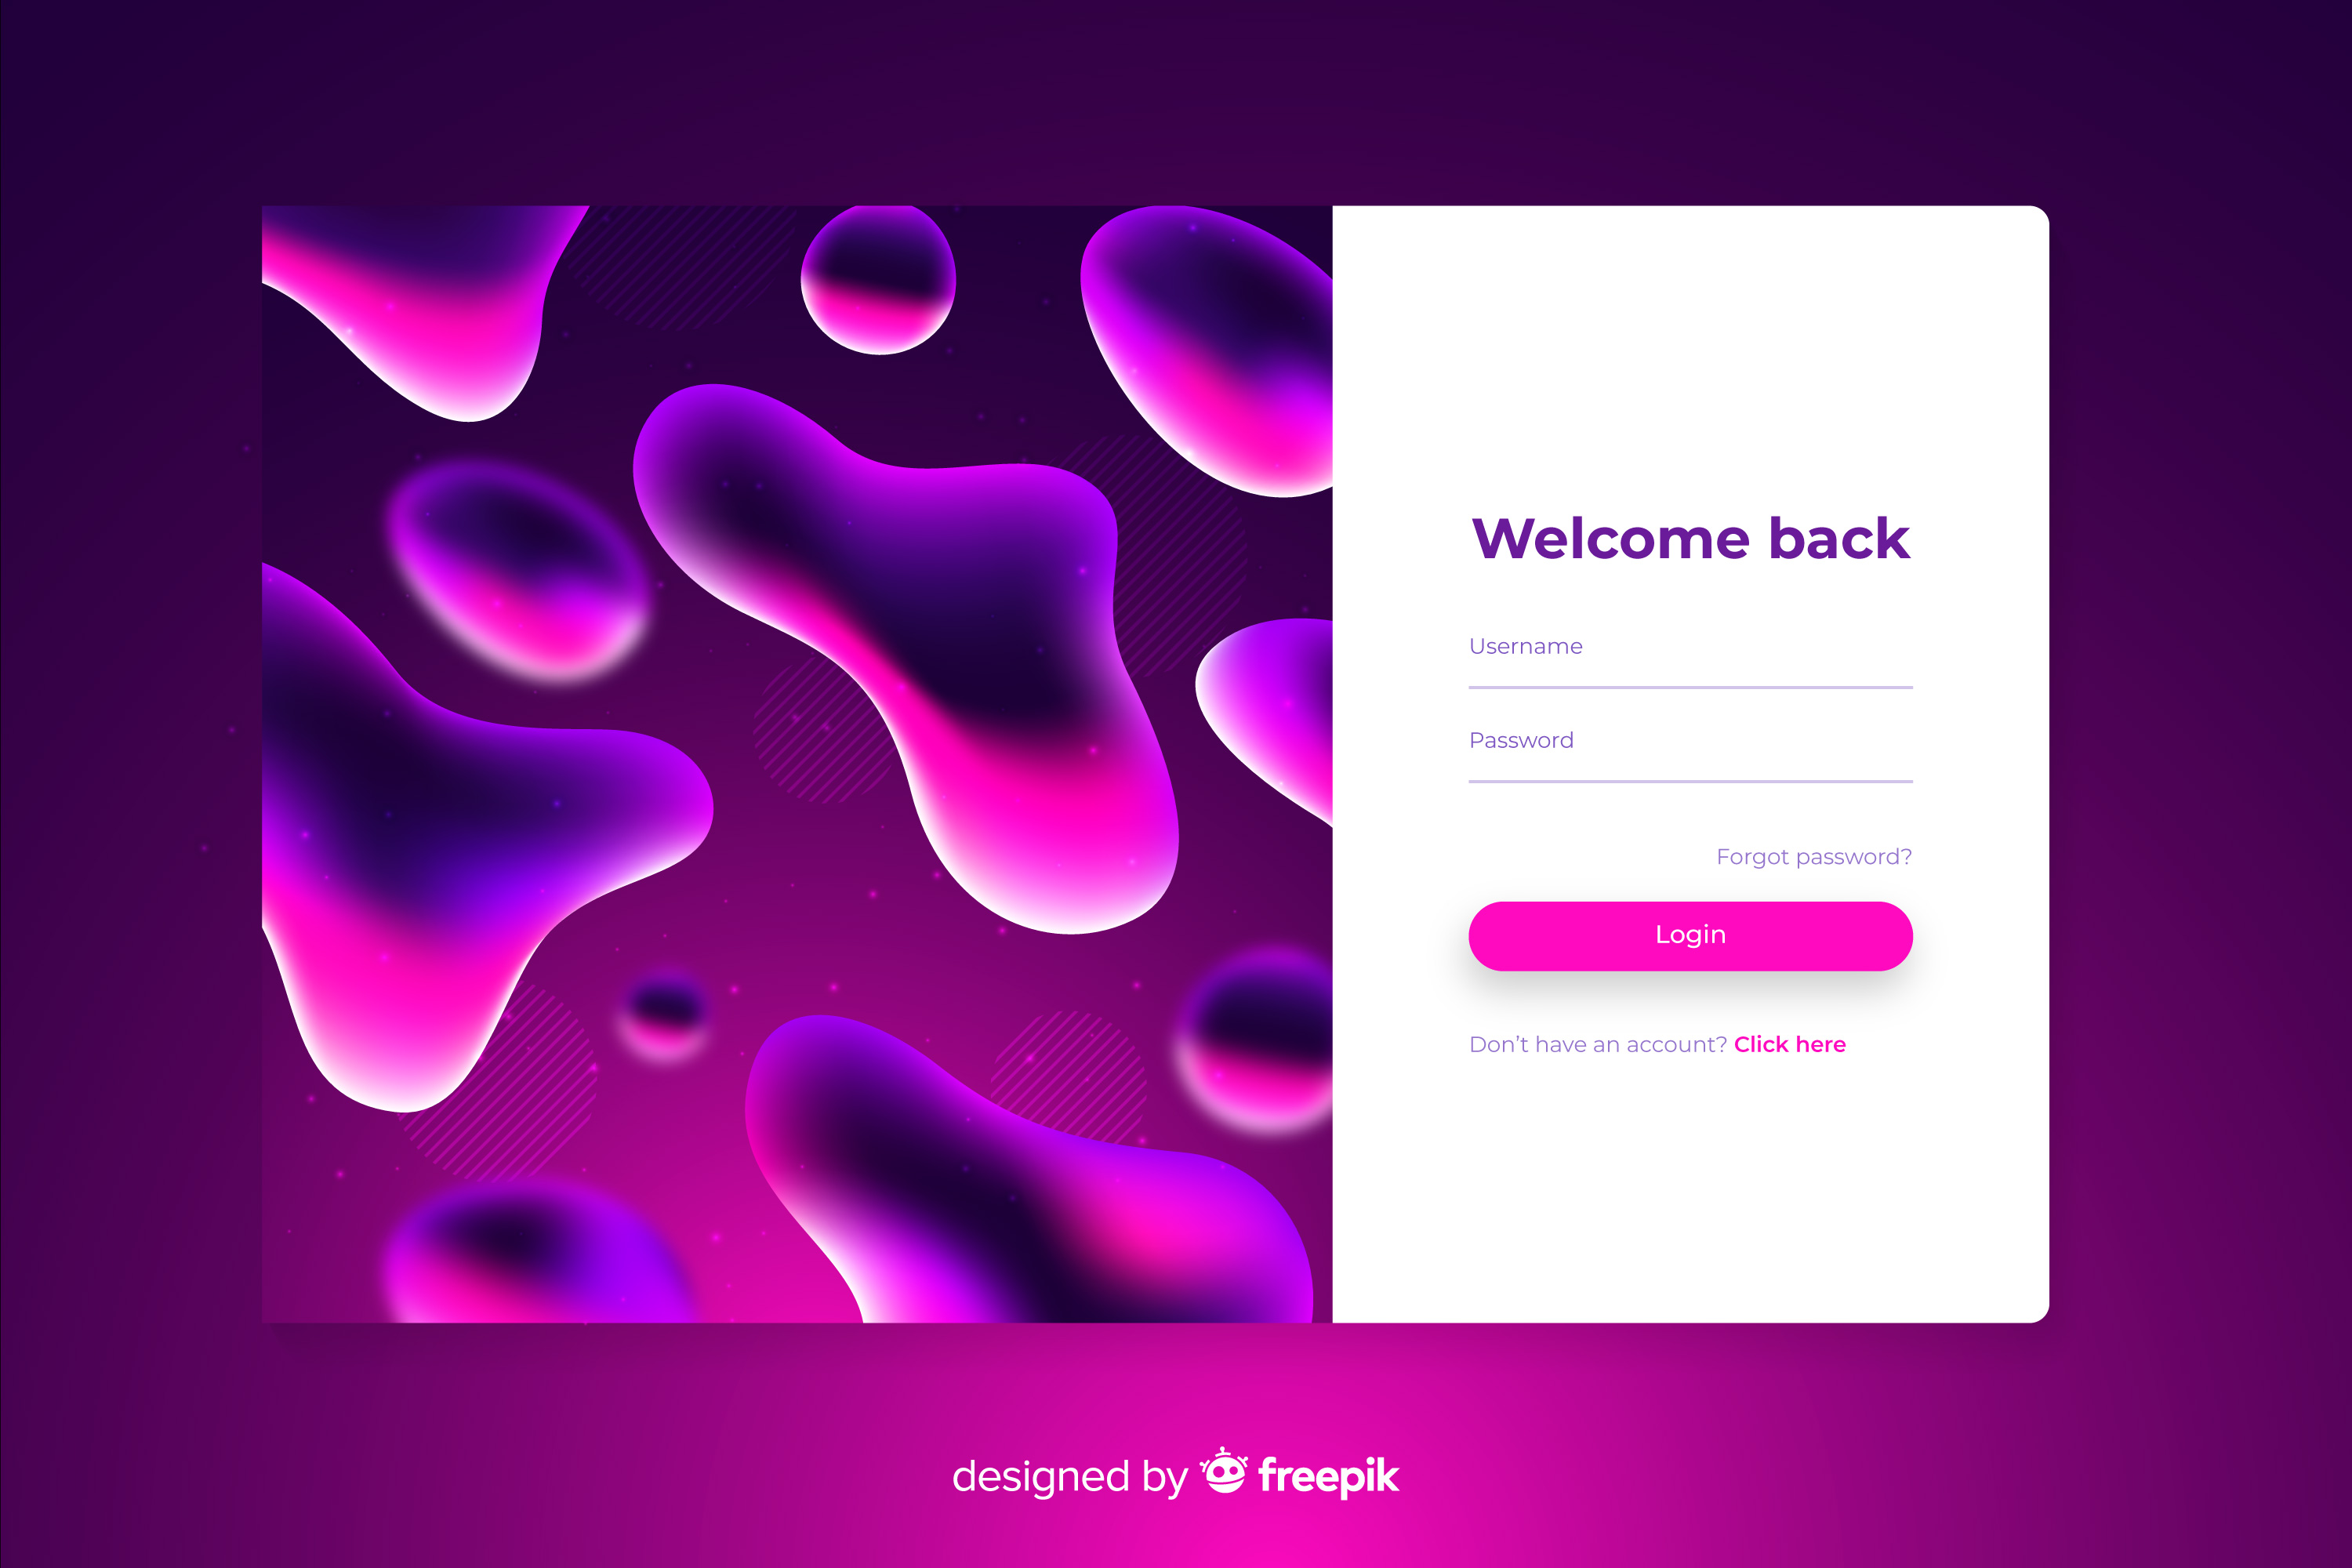 Welcome back
Username
Password
Forgot password?
Login
Don’t have an account? Click here
designed by freepik